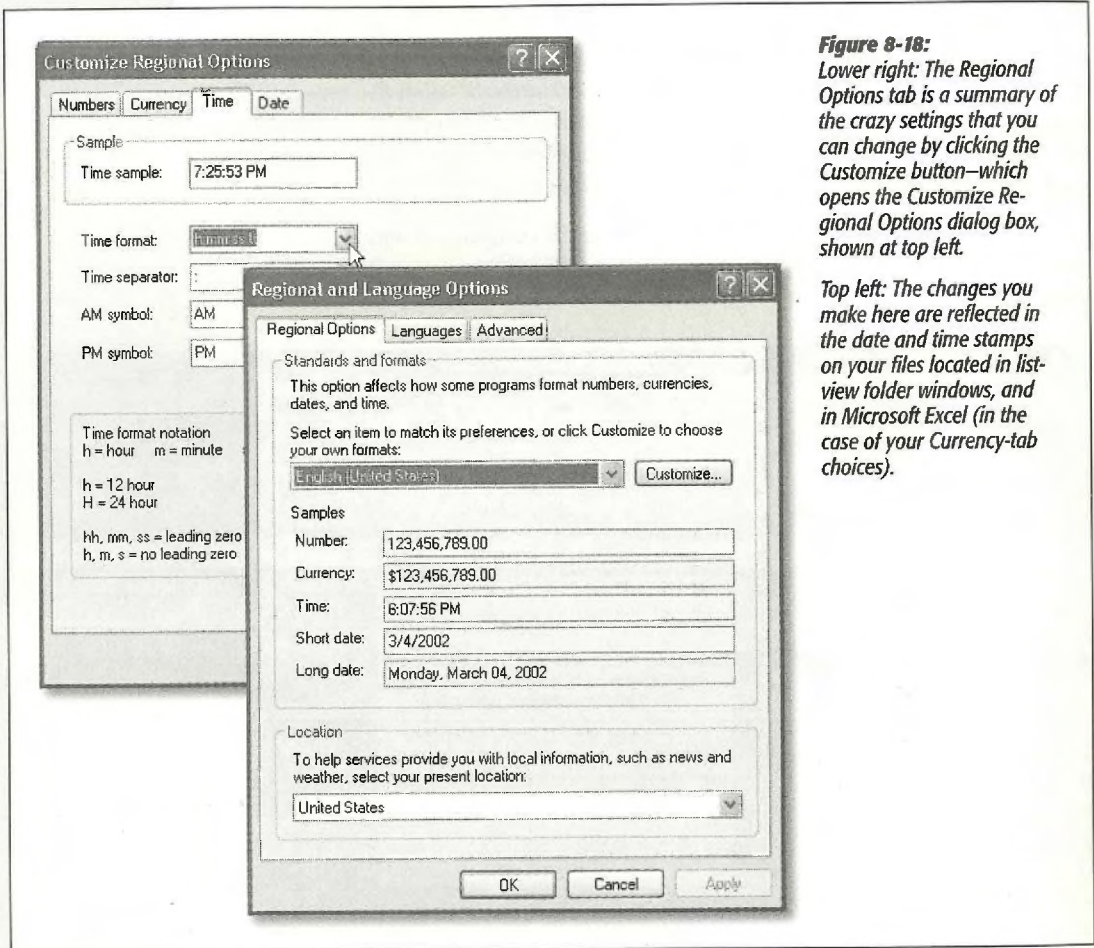 Customize Regional Options
Numbers Currency Time Date
Sample
Time sample: 7:25:53 PM
Time format:
Time separator: :
AM symbol: AM
PM symbol: PM
Time format notation
h = hour m = minute
h = 12 hour
H = 24 hour
hh, mm, ss = leading zero
h, m, s = no leading zero
Regional and Language Options
Regional Options Languages Advanced
Standards and formats
This option affects how some programs format numbers, currencies,
dates, and time.
Select an item to match its preferences, or click Customize to choose
your own formats:
English (United States) Customize...
Samples
Number: 123,456,789.00
Currency: $123,456,789.00
Time: 6:07:56 PM
Short date: 3/4/2002
Long date: Monday, March 04, 2002
Location
To help services provide you with local information, such as news and
weather, select your present location:
United States
OK Cancel Apply
Figure 8-18:
Lower right: The Regional
Options tab is a summary of
the crazy settings that you
can change by clicking the
Customize button—which
opens the Customize Re-
gional Options dialog box,
shown at top left.
Top left: The changes you
make here are reflected in
the date and time stamps
on your files located in list-
view folder windows, and
in Microsoft Excel (in the
case of your Currency-tab
choices).